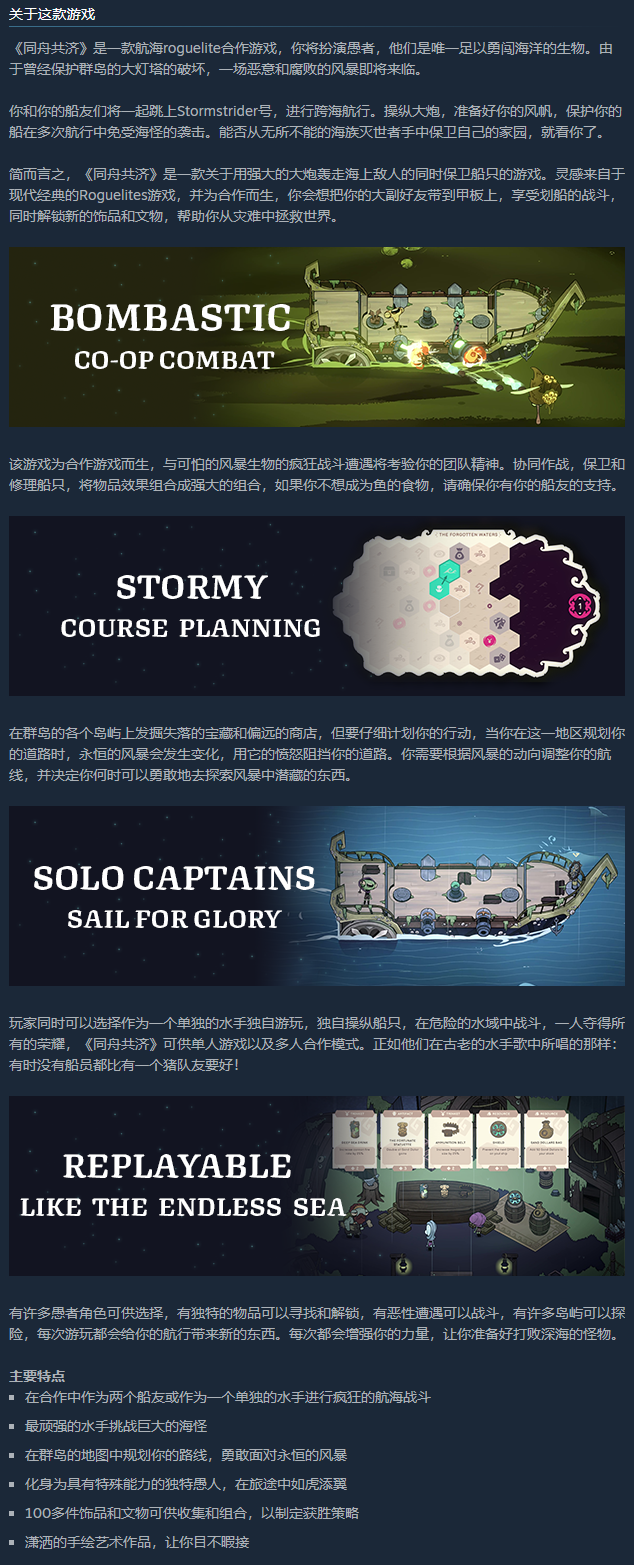 关于这款游戏
《同舟共济》是一款航海roguelite合作游戏，你将扮演愚者，他们是唯一足以勇闯海洋的生物。由
于曾经保护群岛的大灯塔的破坏，一场恶意和腐败的风暴即将来临。
你和你的船友们将一起跳上Stormstrider号，进行跨海航行。操纵大炮，准备好你的风帆，保护你的
船在多次航行中免受海怪的袭击。能否从无所不能的海族灭世者手中保卫自己的家园，就看你了。
简而言之，《同舟共济》是一款关于用强大的大炮轰走海上敌人的同时保卫船只的游戏。灵感来自于
现代经典的Roguelites游戏，并为合作而生，你会想把你的大副好友带到甲板上，享受划船的战斗，
同时解锁新的饰品和文物，帮助你从灾难中拯救世界。
BOMBASTIC
CO-OP COMBAT
该游戏为合作游戏而生，与可怕的风暴生物的疯狂战斗遭遇将考验你的团队精神。协同作战，保卫和
修理船只，将物品效果组合成强大的组合，如果你不想成为鱼的食物，请确保你有你的船友的支持。
THE FORGOTTEN WATERS
STORMY
COURSE PLANNING
1
在群岛的各个岛屿上发掘失落的宝藏和偏远的商店，但要仔细计划你的行动，当你在这一地区规划你
的道路时，永恒的风暴会发生变化，用它的愤怒阻挡你的道路。你需要根据风暴的动向调整你的航
线，并决定你何时可以勇敢地去探索风暴中潜藏的东西。
SOLO CAPTAINS
SAIL FOR GLORY
玩家同时可以选择作为一个单独的水手独自游玩，独自操纵船只，在危险的水域中战斗，一人夺得所
有的荣耀，《同舟共济》可供单人游戏以及多人合作模式。正如他们在古老的水手歌中所唱的那样：
有时没有船员都比有一个猪队友要好！
REPLAYABLE
LIKE THE ENDLESS SEA
有许多愚者角色可供选择，有独特的物品可以寻找和解锁，有恶性遭遇可以战斗，有许多岛屿可以探
险，每次游玩都会给你的航行带来新的东西。每次都会增强你的力量，让你准备好打败深海的怪物。
主要特点
在合作中作为两个船友或作为一个单独的水手进行疯狂的航海战斗
最顽强的水手挑战巨大的海怪
在群岛的地图中规划你的路线，勇敢面对永恒的风暴
化身为具有特殊能力的独特愚人，在旅途中如虎添翼
100多件饰品和文物可供收集和组合，以制定获胜策略
潇洒的手绘艺术作品，让你目不暇接